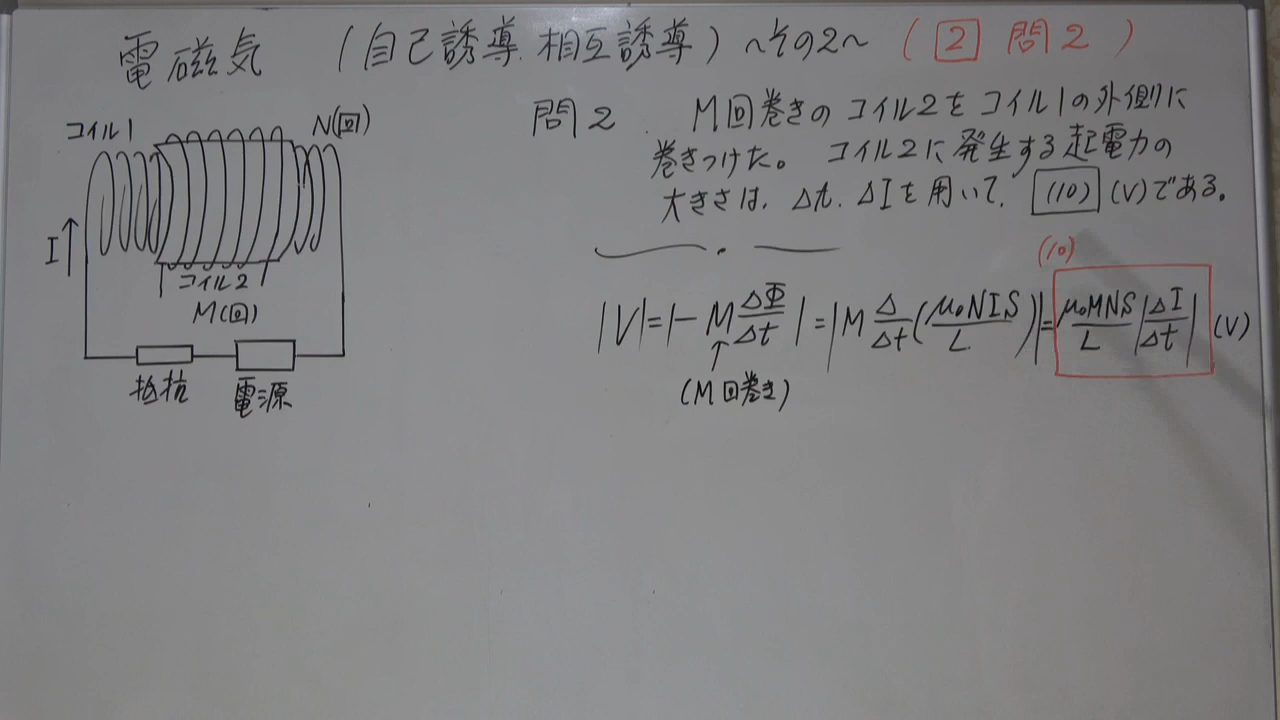 電磁気 (自己誘導.相互誘導) ~その2~ (2 問2)
コイル1 N(回)
I
コイル2
M(回)
抵抗 電源
問2 M回巻きのコイル2をコイル1の外側に
巻きつけた。コイル2に発生する起電力の
大きさは、Δt、ΔIを用いて、(10)(V)である。
(10)
|V|=|-M ΔΦ/Δt|=|M Δ/Δt(μ₀NIS/L)|=μ₀MNS/L|ΔI/Δt|(V)
↑
(M回巻き)